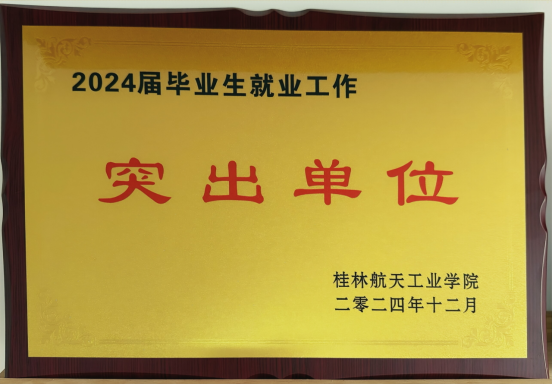 2024届毕业生就业工作
突出单位
桂林航天工业学院
二零二四年十二月